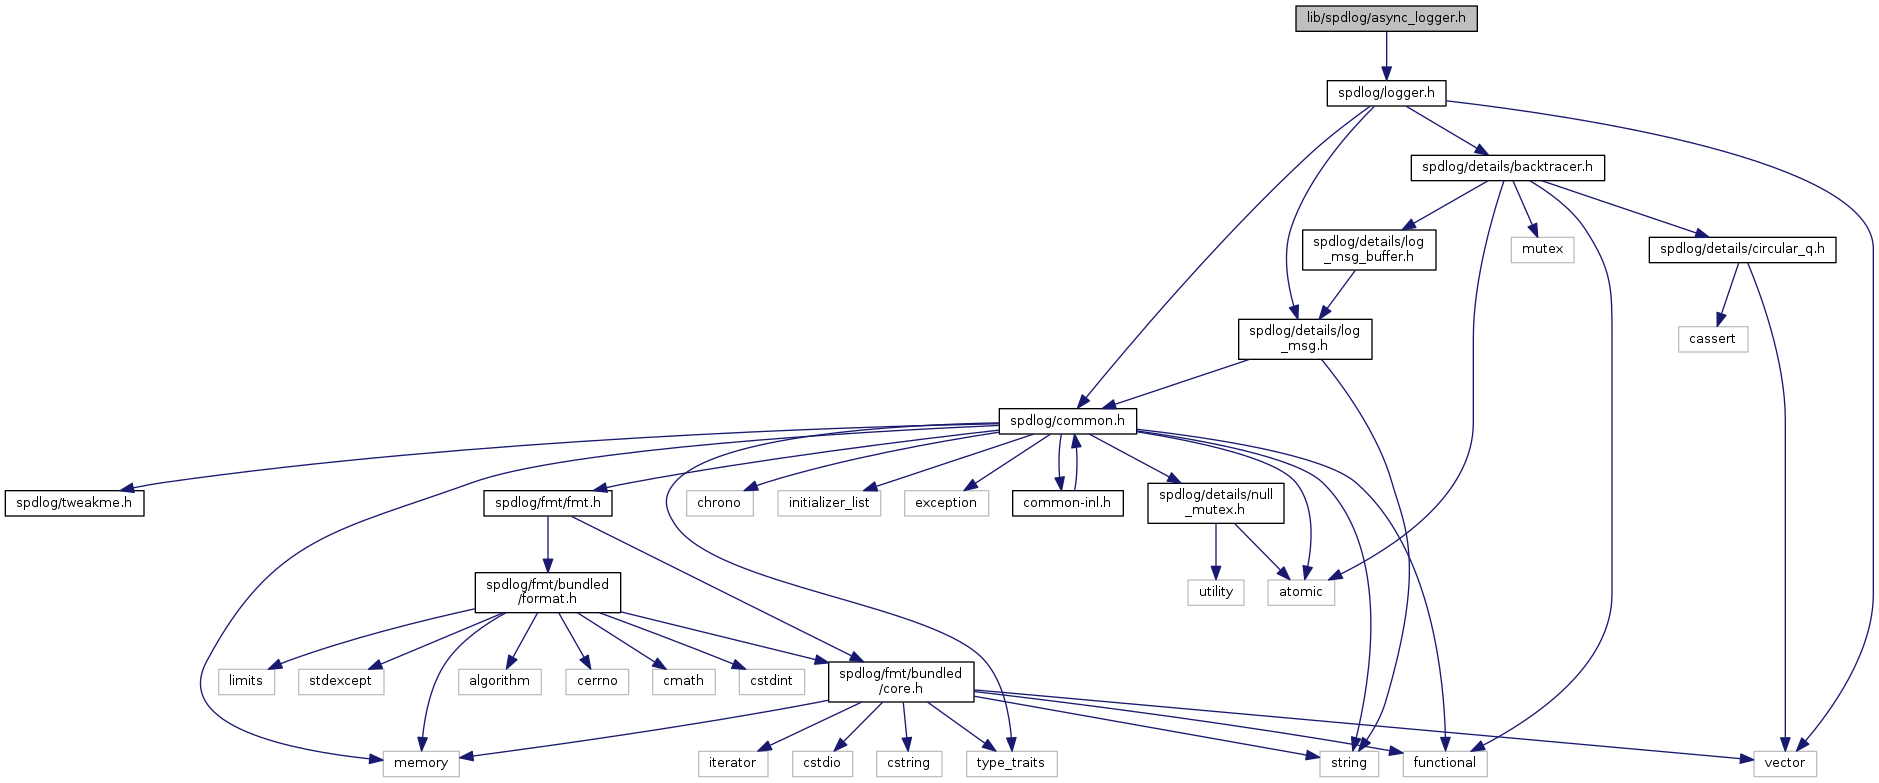 lib/spdlog/async_logger.h
spdlog/logger.h
spdlog/details/backtracer.h
spdlog/details/log
_msg_buffer.h
mutex
spdlog/details/circular_q.h
spdlog/details/log
_msg.h
cassert
spdlog/common.h
spdlog/tweakme.h
spdlog/fmt/fmt.h
chrono
initializer_list
exception
common-inl.h
spdlog/details/null
_mutex.h
spdlog/fmt/bundled
/format.h
utility
atomic
limits
stdexcept
algorithm
cerrno
cmath
cstdint
spdlog/fmt/bundled
/core.h
memory
iterator
cstdio
cstring
type_traits
string
functional
vector